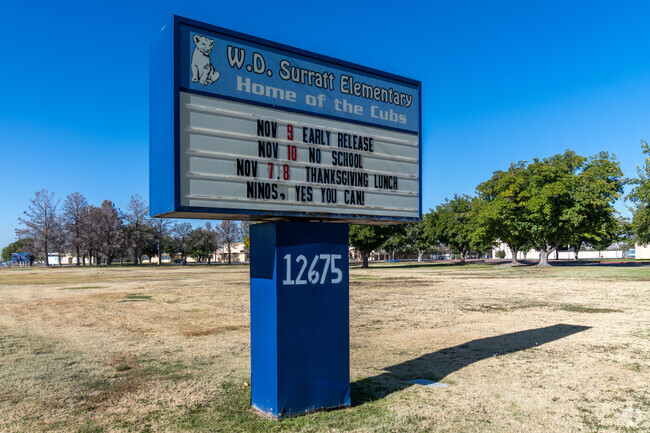 W.D. Surratt Elementary
Home of the Cubs
NOV 9 EARLY RELEASE
NOV 10 NO SCHOOL
NOV 7,8 THANKSGIVING LUNCH
NINOS, YES YOU CAN!
12675